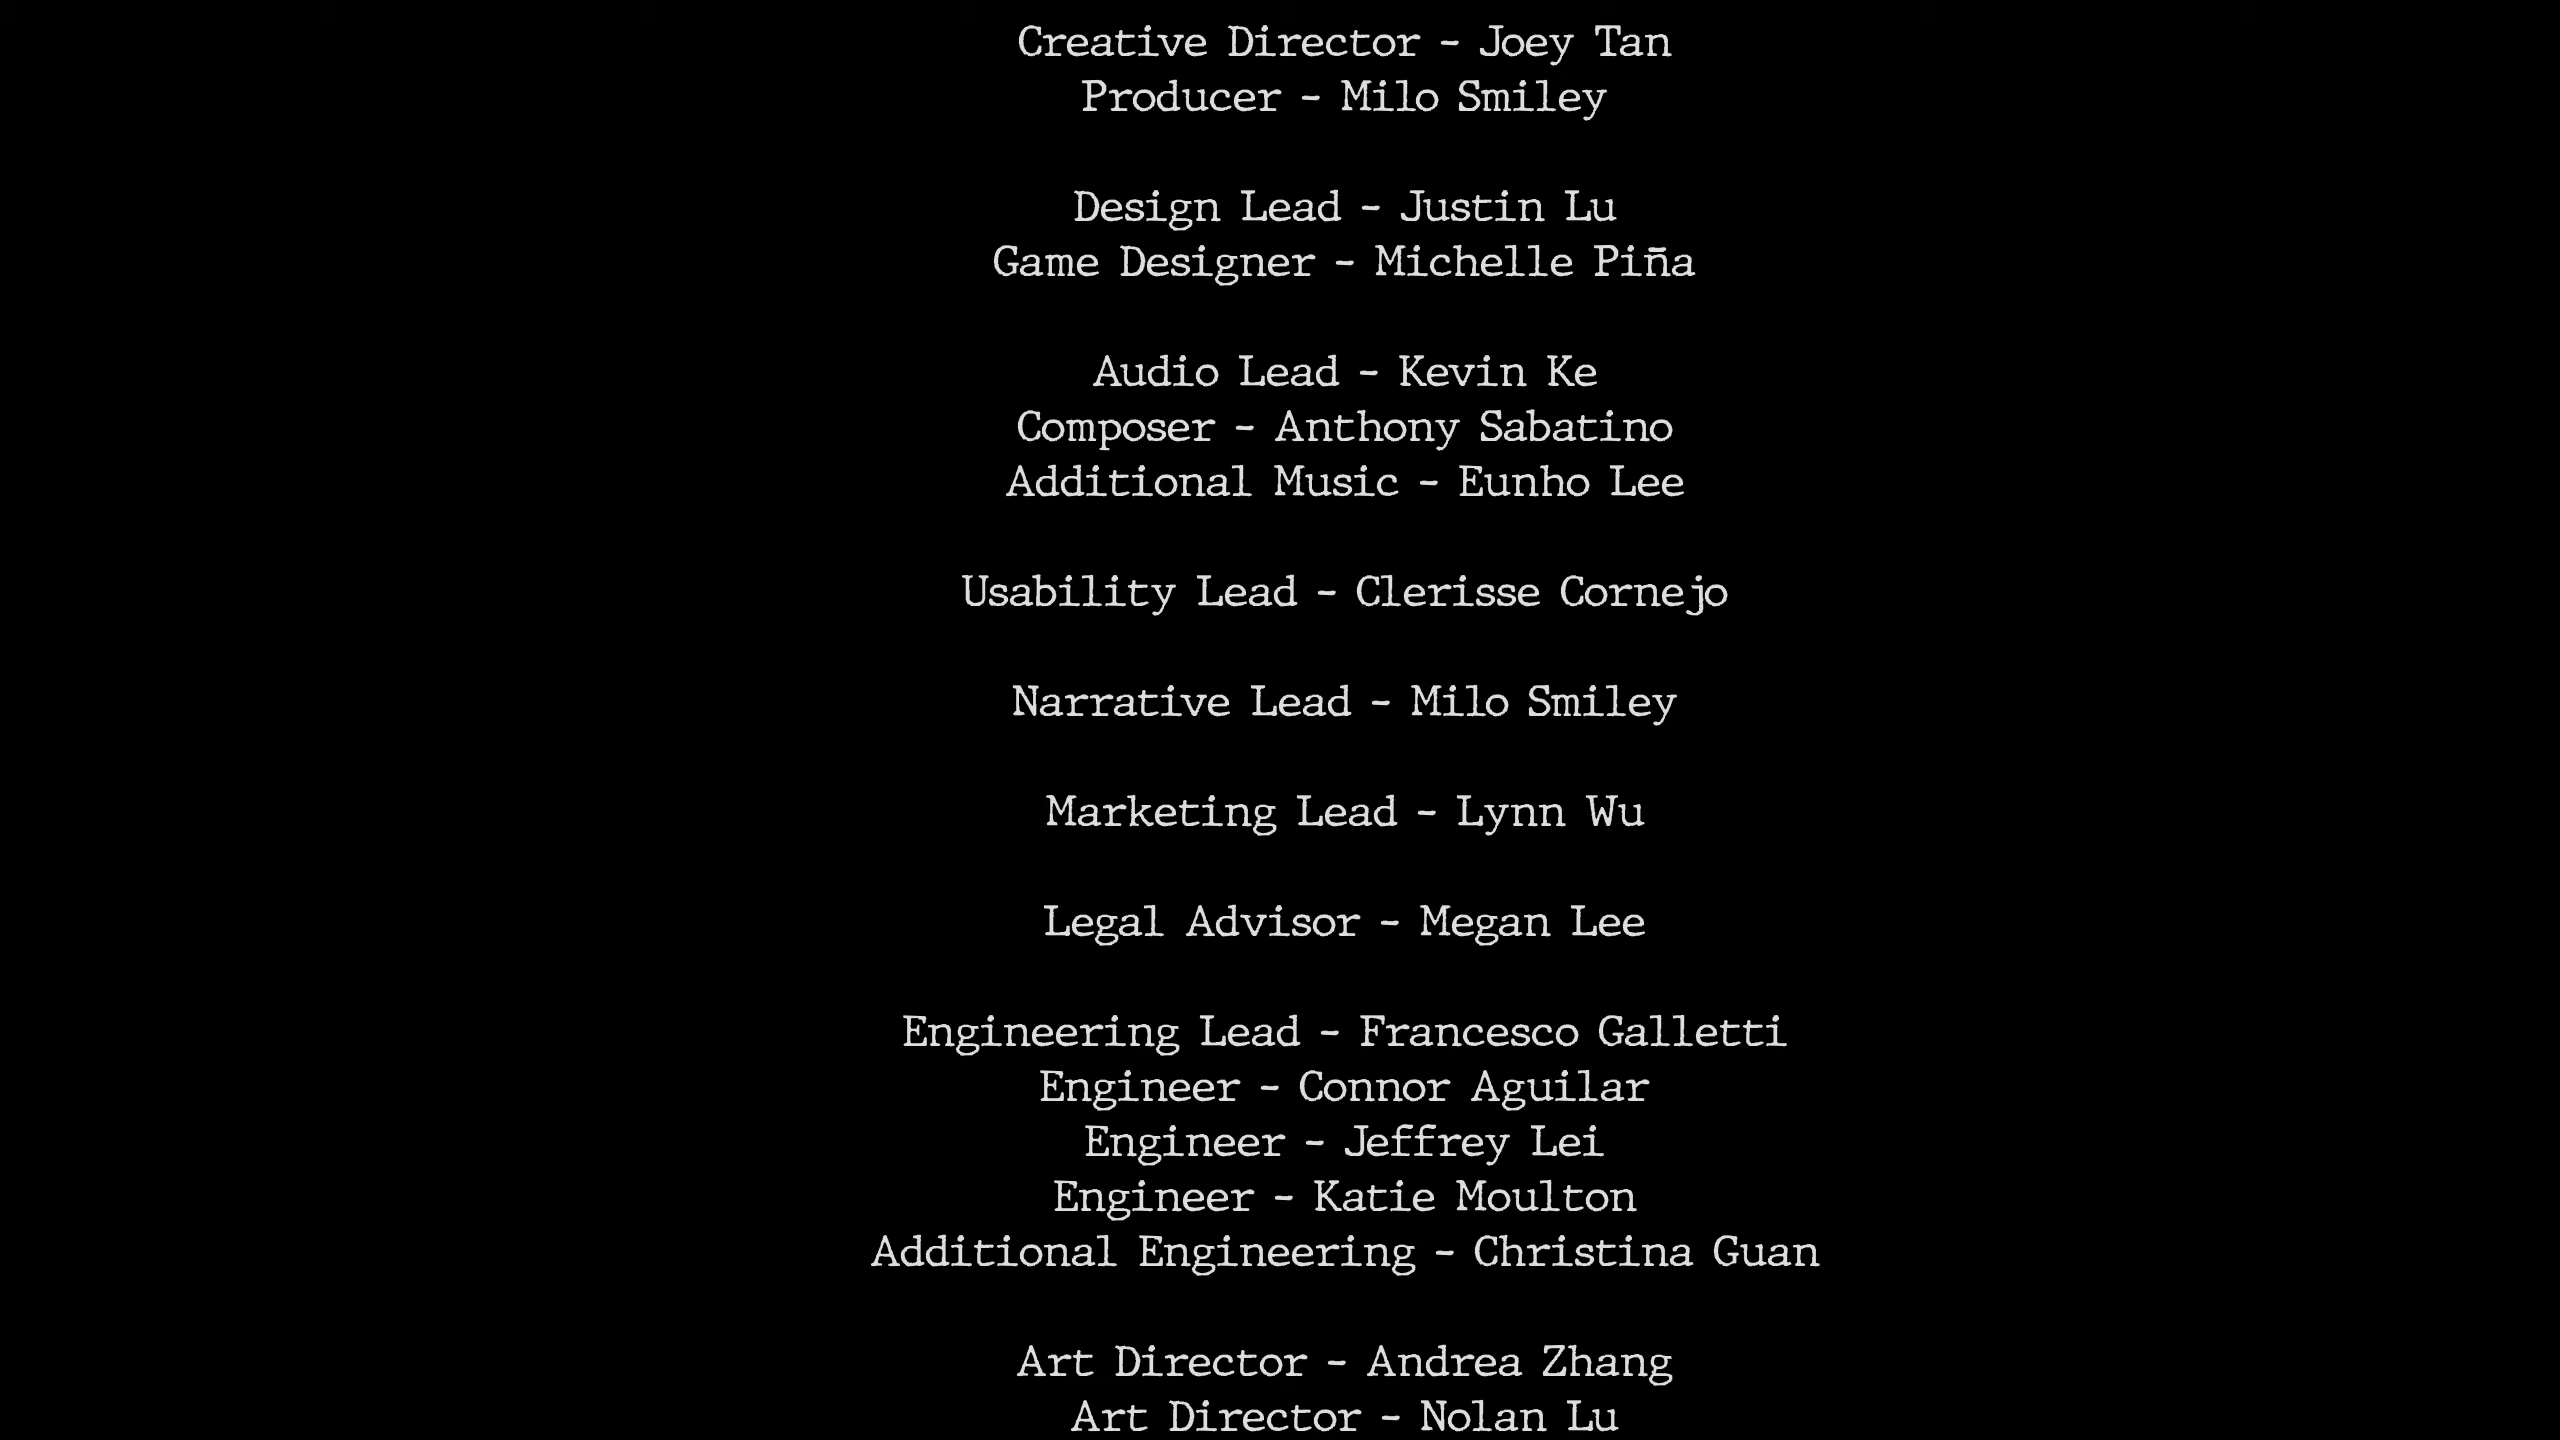 Creative Director - Joey Tan
Producer - Milo Smiley
Design Lead - Justin Lu
Game Designer - Michelle Piña
Audio Lead - Kevin Ke
Composer - Anthony Sabatino
Additional Music - Eunho Lee
Usability Lead - Clerisse Cornejo
Narrative Lead - Milo Smiley
Marketing Lead - Lynn Wu
Legal Advisor - Megan Lee
Engineering Lead - Francesco Galletti
Engineer - Connor Aguilar
Engineer - Jeffrey Lei
Engineer - Katie Moulton
Additional Engineering - Christina Guan
Art Director - Andrea Zhang
Art Director - Nolan Lu